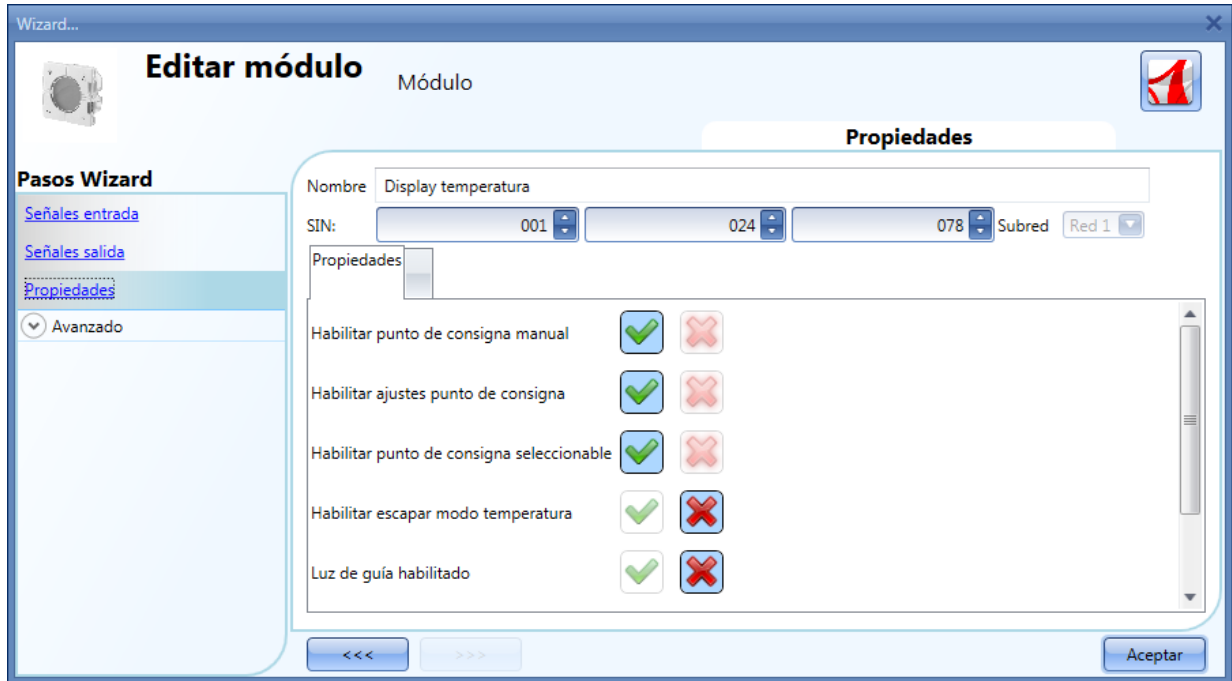 Wizard...
Editar módulo
Módulo
Propiedades
Pasos Wizard
Señales entrada
Señales salida
Propiedades
Avanzado
Nombre Display temperatura
SIN: 001 024 078 Subred Red 1
Propiedades
Habilitar punto de consigna manual
Habilitar ajustes punto de consigna
Habilitar punto de consigna seleccionable
Habilitar escapar modo temperatura
Luz de guía habilitado
<<< >>> Aceptar